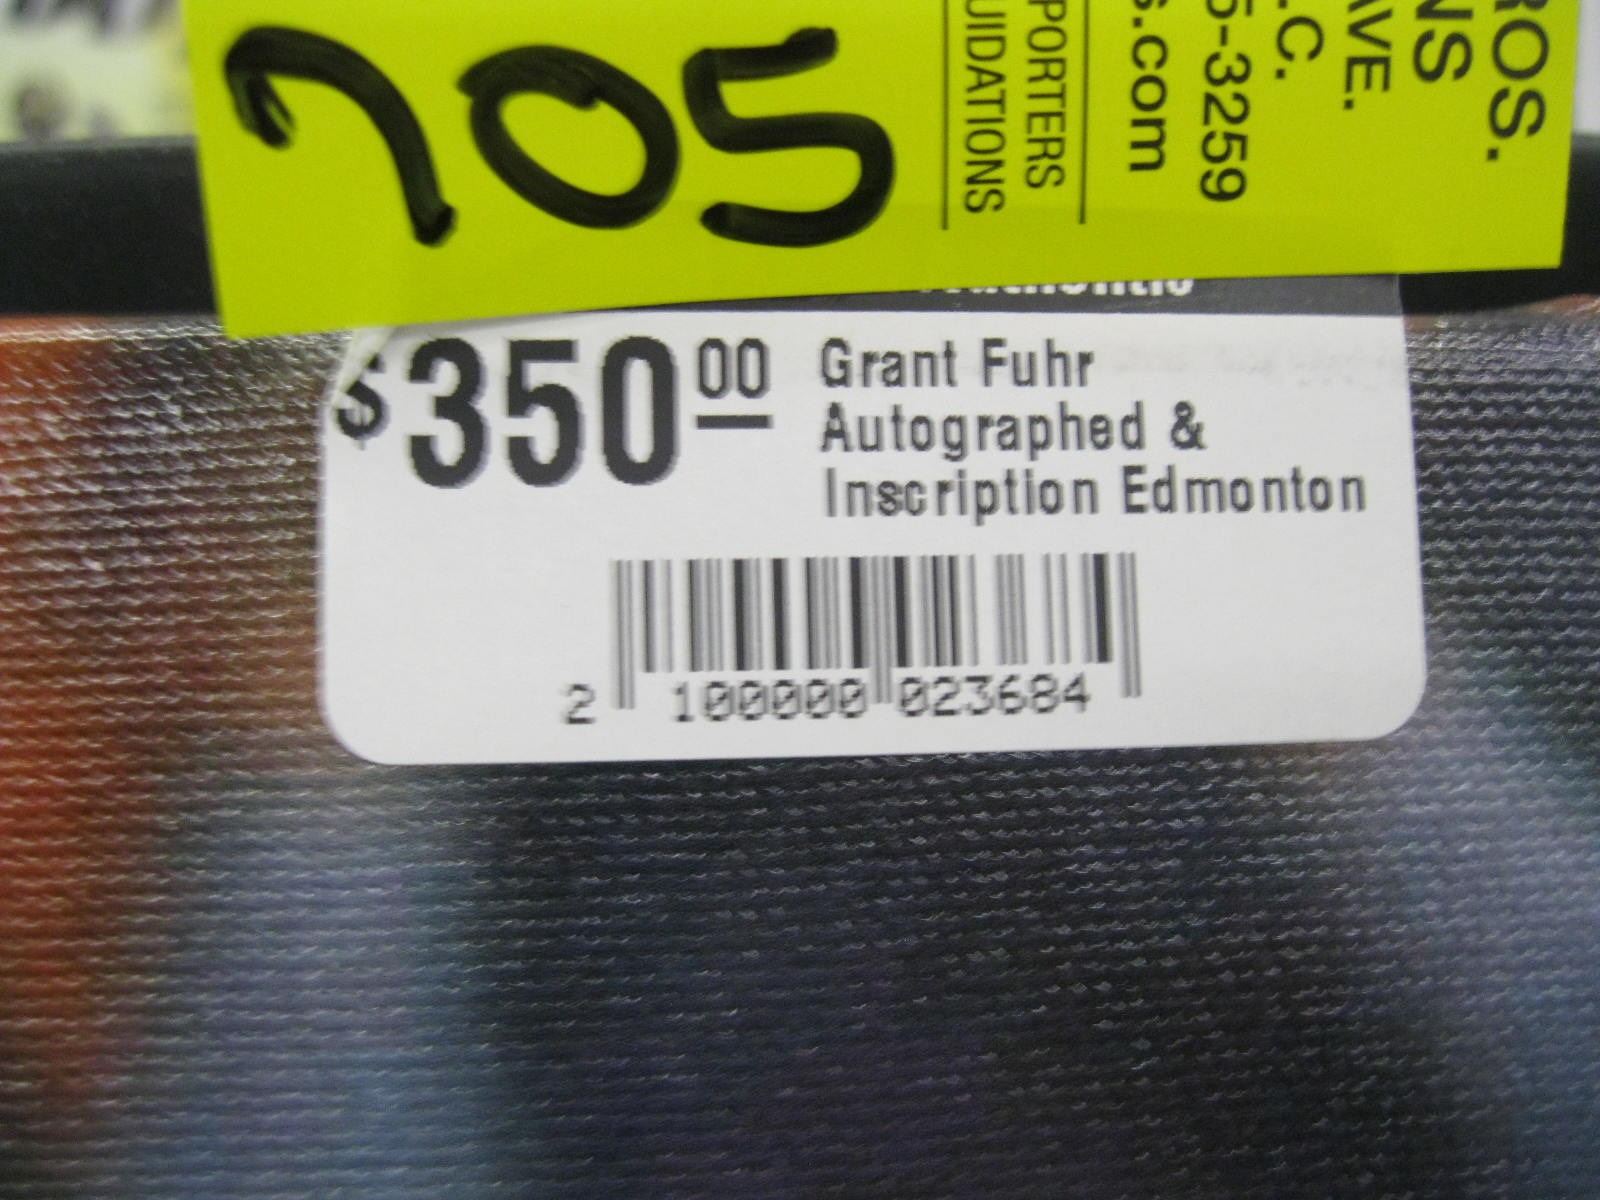 705
ROS.
NS
AVE.
.C.
5-3259
s.com
PORTERS
UIDATIONS
$350 00
Grant Fuhr
Autographed &
Inscription Edmonton
2 100000 023684